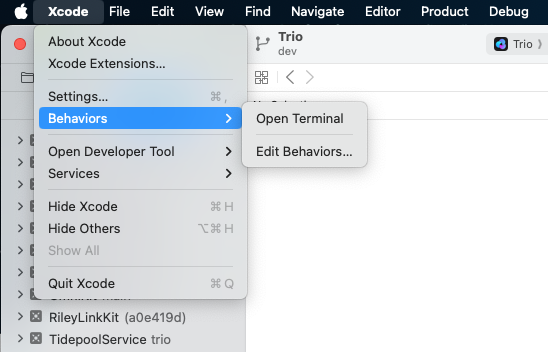 Xcode File Edit View Find Navigate Editor Product Debug
Trio
dev
Trio
About Xcode
Xcode Extensions...
Settings... ⌘ ,
Behaviors
Open Terminal
Edit Behaviors...
Open Developer Tool
Services
Hide Xcode ⌘ H
Hide Others ⌥ ⌘ H
Show All
Quit Xcode ⌘ Q
RileyLinkKit (a0e419d)
TidepoolService trio